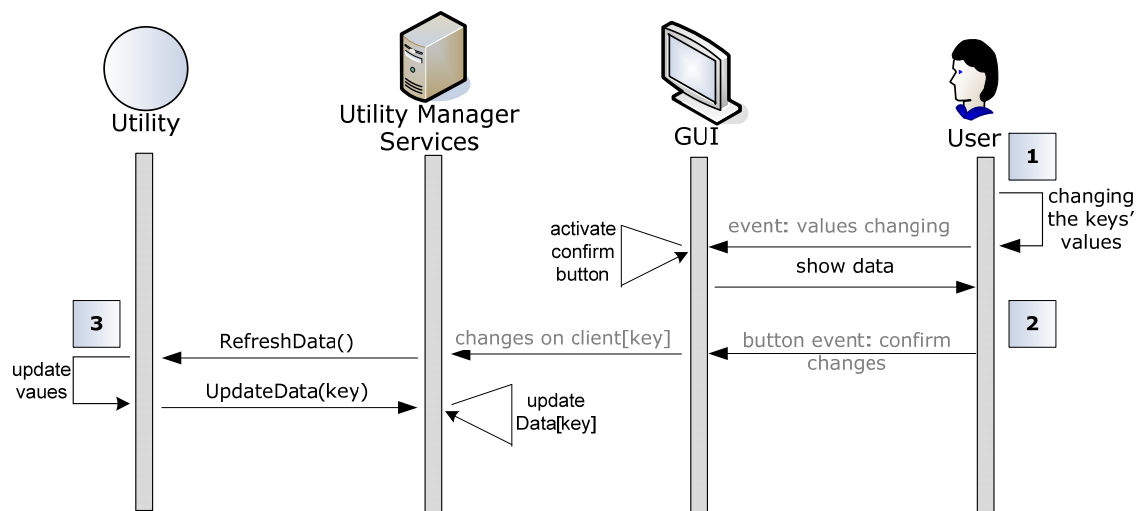 Utility
Utility Manager
Services
GUI
User
1
changing
the keys'
values
event: values changing
activate
confirm
button
show data
2
button event: confirm
changes
changes on client[key]
3
RefreshData()
update
vaues
UpdateData(key)
update
Data[key]